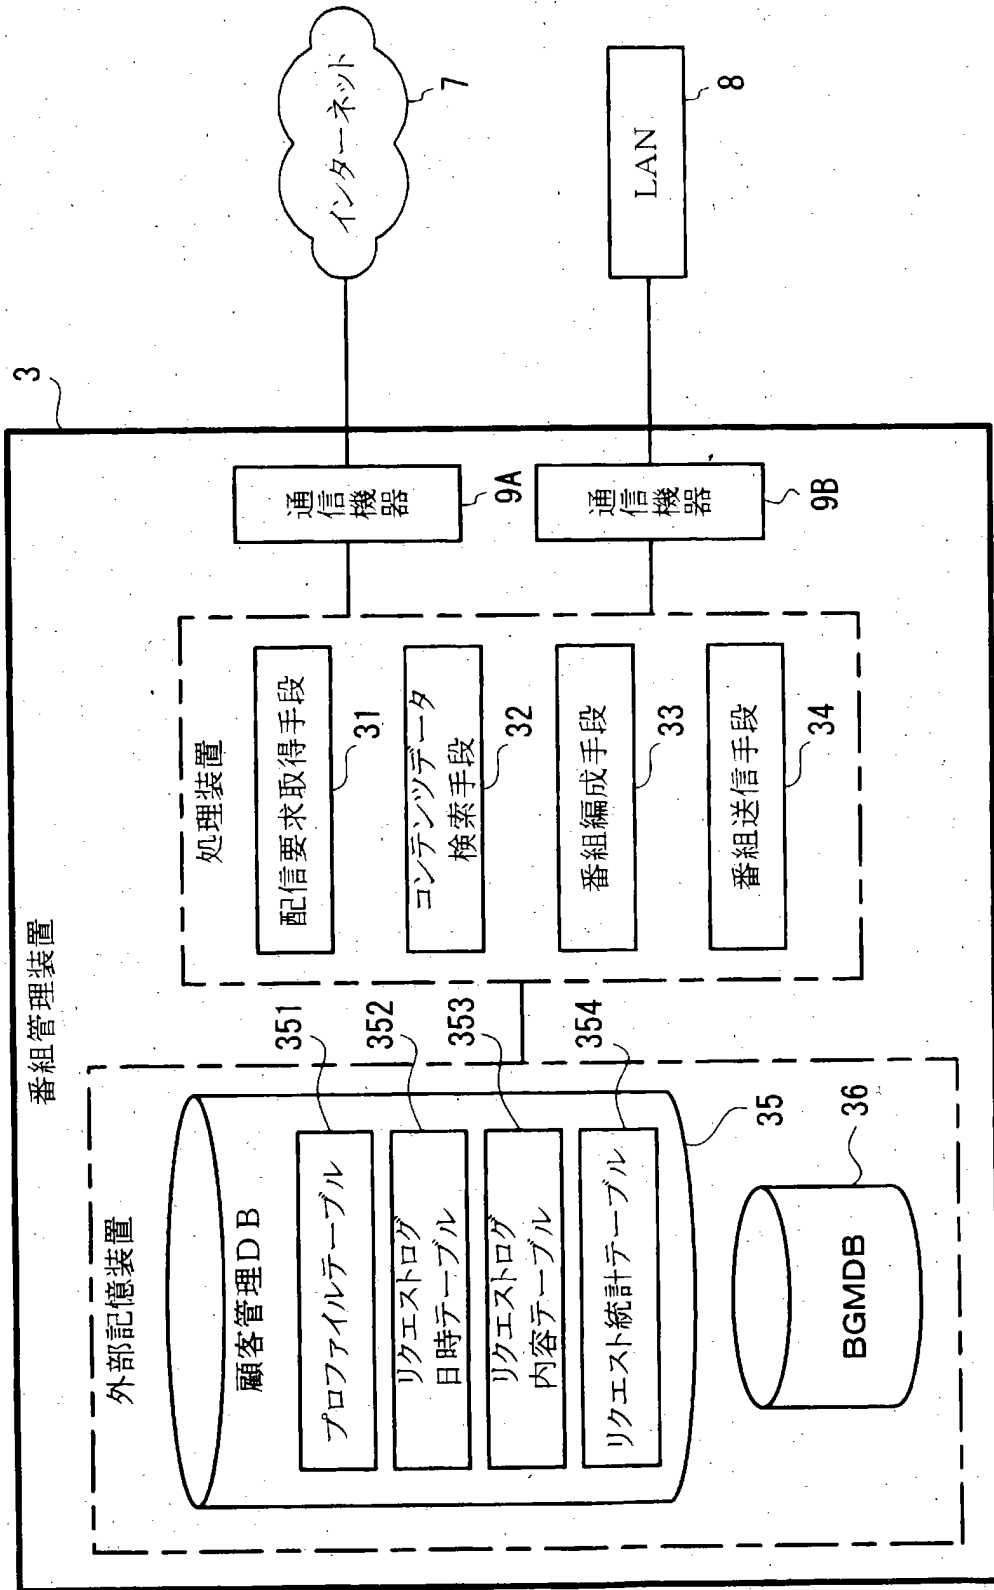 番組管理装置
3
外部記憶装置
顧客管理DB
プロファイルテーブル
351
リクエストログ
日時テーブル
352
リクエストログ
内容テーブル
353
リクエスト統計テーブル
354
35
BGMDB
36
処理装置
配信要求取得手段
31
コンテンツデータ
検索手段
32
番組編成手段
33
番組送信手段
34
通信
機器
9A
通信
機器
9B
インターネット
7
LAN
8